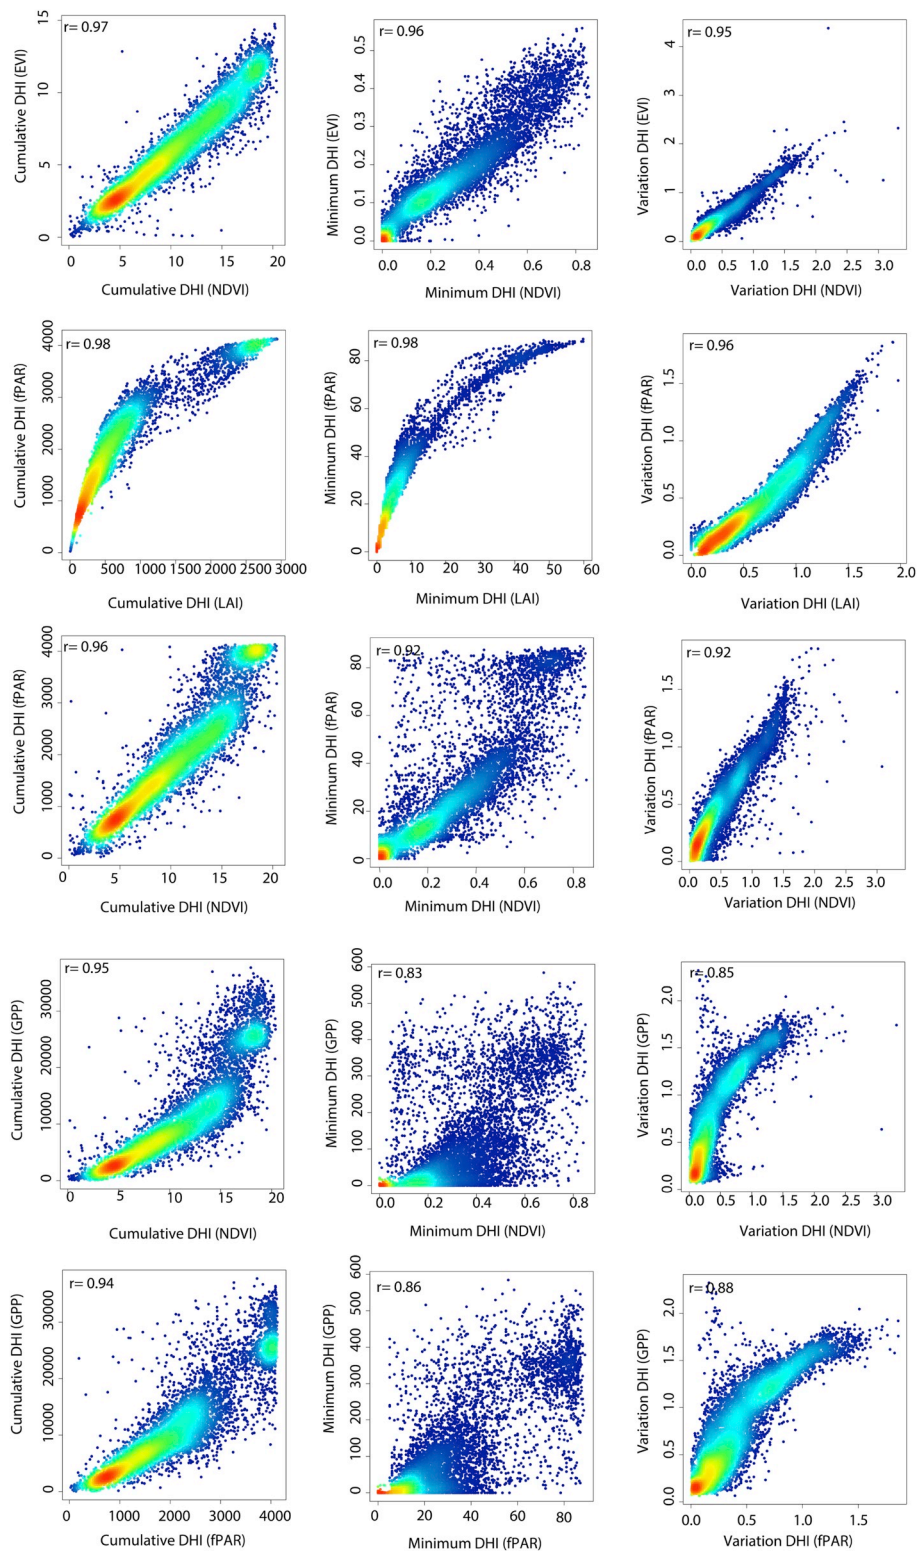 r= 0.97
Cumulative DHI (EVI)
15
10
5
0
0 5 10 15 20
Cumulative DHI (NDVI)
r= 0.96
Minimum DHI (EVI)
0.5
0.4
0.3
0.2
0.1
0.0
0.0 0.2 0.4 0.6 0.8
Minimum DHI (NDVI)
r= 0.95
Variation DHI (EVI)
4
3
2
1
0
0.0 0.5 1.0 1.5 2.0 2.5 3.0
Variation DHI (NDVI)
r= 0.98
Cumulative DHI (fPAR)
4000
3000
2000
1000
0
0 500 1000 1500 2000 2500 3000
Cumulative DHI (LAI)
r= 0.98
Minimum DHI (fPAR)
80
60
40
20
0
0 10 20 30 40 50 60
Minimum DHI (LAI)
r= 0.96
Variation DHI (fPAR)
1.5
1.0
0.5
0.0
0.0 0.5 1.0 1.5 2.0
Variation DHI (LAI)
r= 0.96
Cumulative DHI (fPAR)
4000
3000
2000
1000
0
0 5 10 15 20
Cumulative DHI (NDVI)
r= 0.92
Minimum DHI (fPAR)
80
60
40
20
0
0.0 0.2 0.4 0.6 0.8
Minimum DHI (NDVI)
r= 0.92
Variation DHI (fPAR)
1.5
1.0
0.5
0.0
0.0 0.5 1.0 1.5 2.0 2.5 3.0
Variation DHI (NDVI)
r= 0.95
Cumulative DHI (GPP)
30000
20000
10000
0
0 5 10 15 20
Cumulative DHI (NDVI)
r= 0.83
Minimum DHI (GPP)
600
500
400
300
200
100
0
0.0 0.2 0.4 0.6 0.8
Minimum DHI (NDVI)
r= 0.85
Variation DHI (GPP)
2.0
1.5
1.0
0.5
0.0
0.0 0.5 1.0 1.5 2.0 2.5 3.0
Variation DHI (NDVI)
r= 0.94
Cumulative DHI (GPP)
30000
20000
10000
0
0 1000 2000 3000 4000
Cumulative DHI (fPAR)
r= 0.86
Minimum DHI (GPP)
600
500
400
300
200
100
0
0 20 40 60 80
Minimum DHI (fPAR)
r= 0.88
Variation DHI (GPP)
2.0
1.5
1.0
0.5
0.0
0.0 0.5 1.0 1.5
Variation DHI (fPAR)